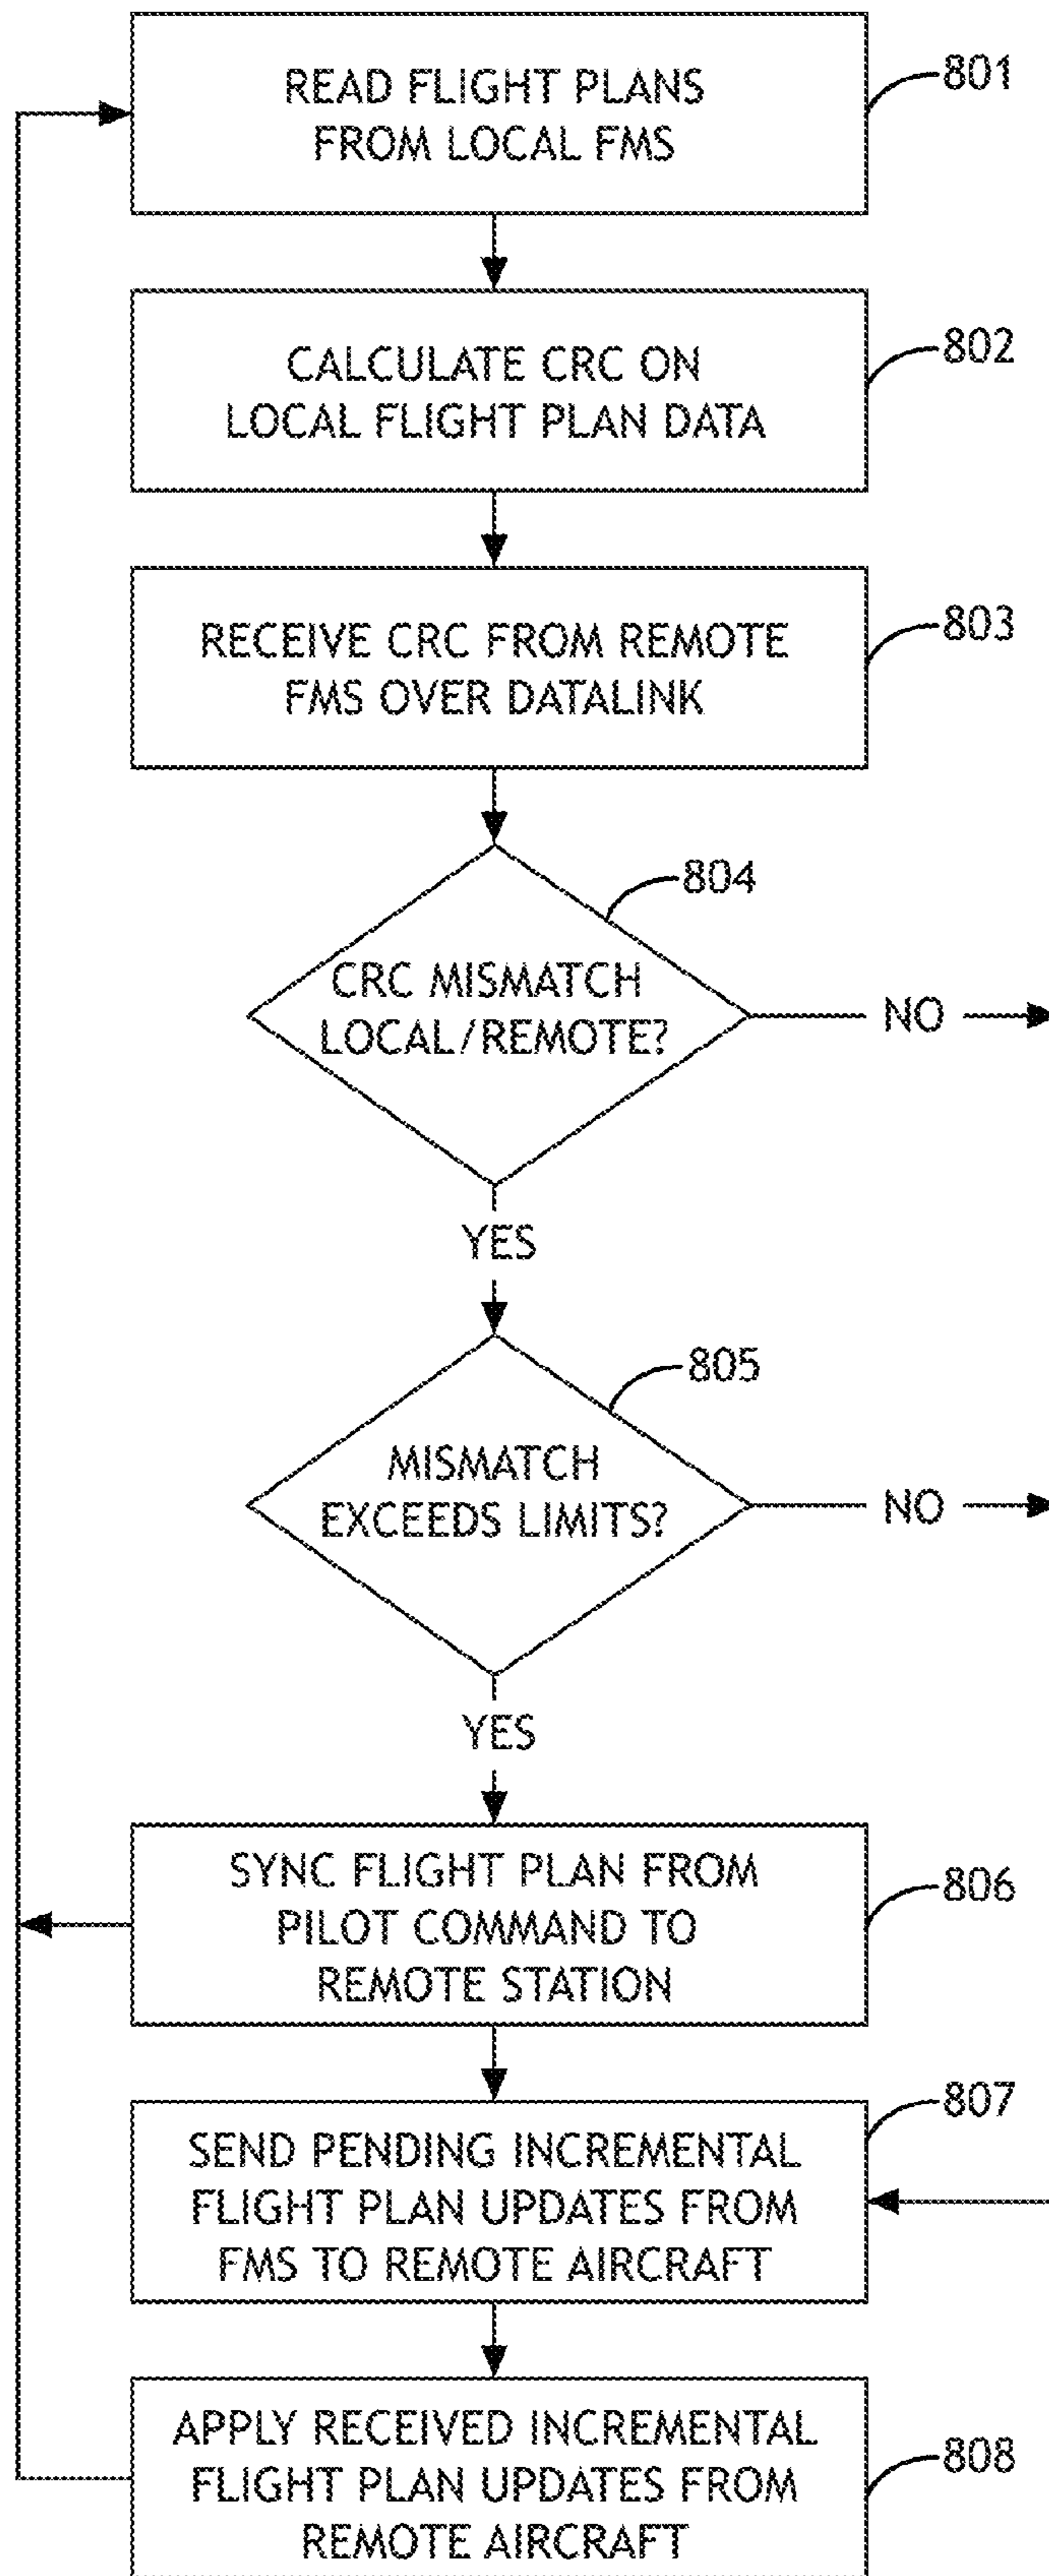 READ FLIGHT PLANS
FROM LOCAL FMS
801
CALCULATE CRC ON
LOCAL FLIGHT PLAN DATA
802
RECEIVE CRC FROM REMOTE
FMS OVER DATALINK
803
804
CRC MISMATCH
LOCAL/REMOTE?
NO
YES
805
MISMATCH
EXCEEDS LIMITS?
NO
YES
SYNC FLIGHT PLAN FROM
PILOT COMMAND TO
REMOTE STATION
806
807
SEND PENDING INCREMENTAL
FLIGHT PLAN UPDATES FROM
FMS TO REMOTE AIRCRAFT
APPLY RECEIVED INCREMENTAL
FLIGHT PLAN UPDATES FROM
REMOTE AIRCRAFT
808